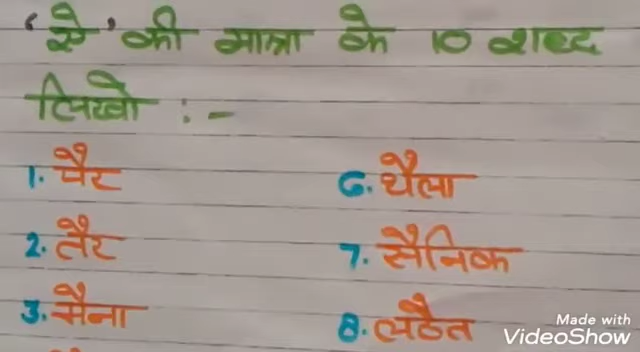 'ऐ' की मात्रा के 10 शब्द
लिखो :-
1. पैर 6. थैला
2. तैर 7. सैनिक
3. मैना 8. लठैत
Made with
VideoShow